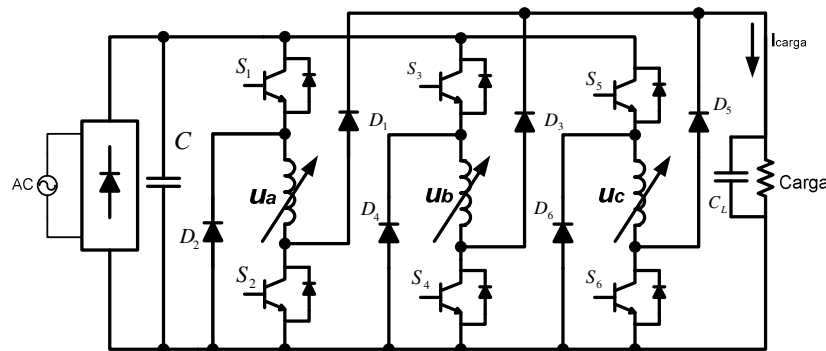 Icarga
S1
S3
S5
D1
D3
D5
C
AC
ua
ub
uc
CL
Carga
D2
D4
D6
S2
S4
S6